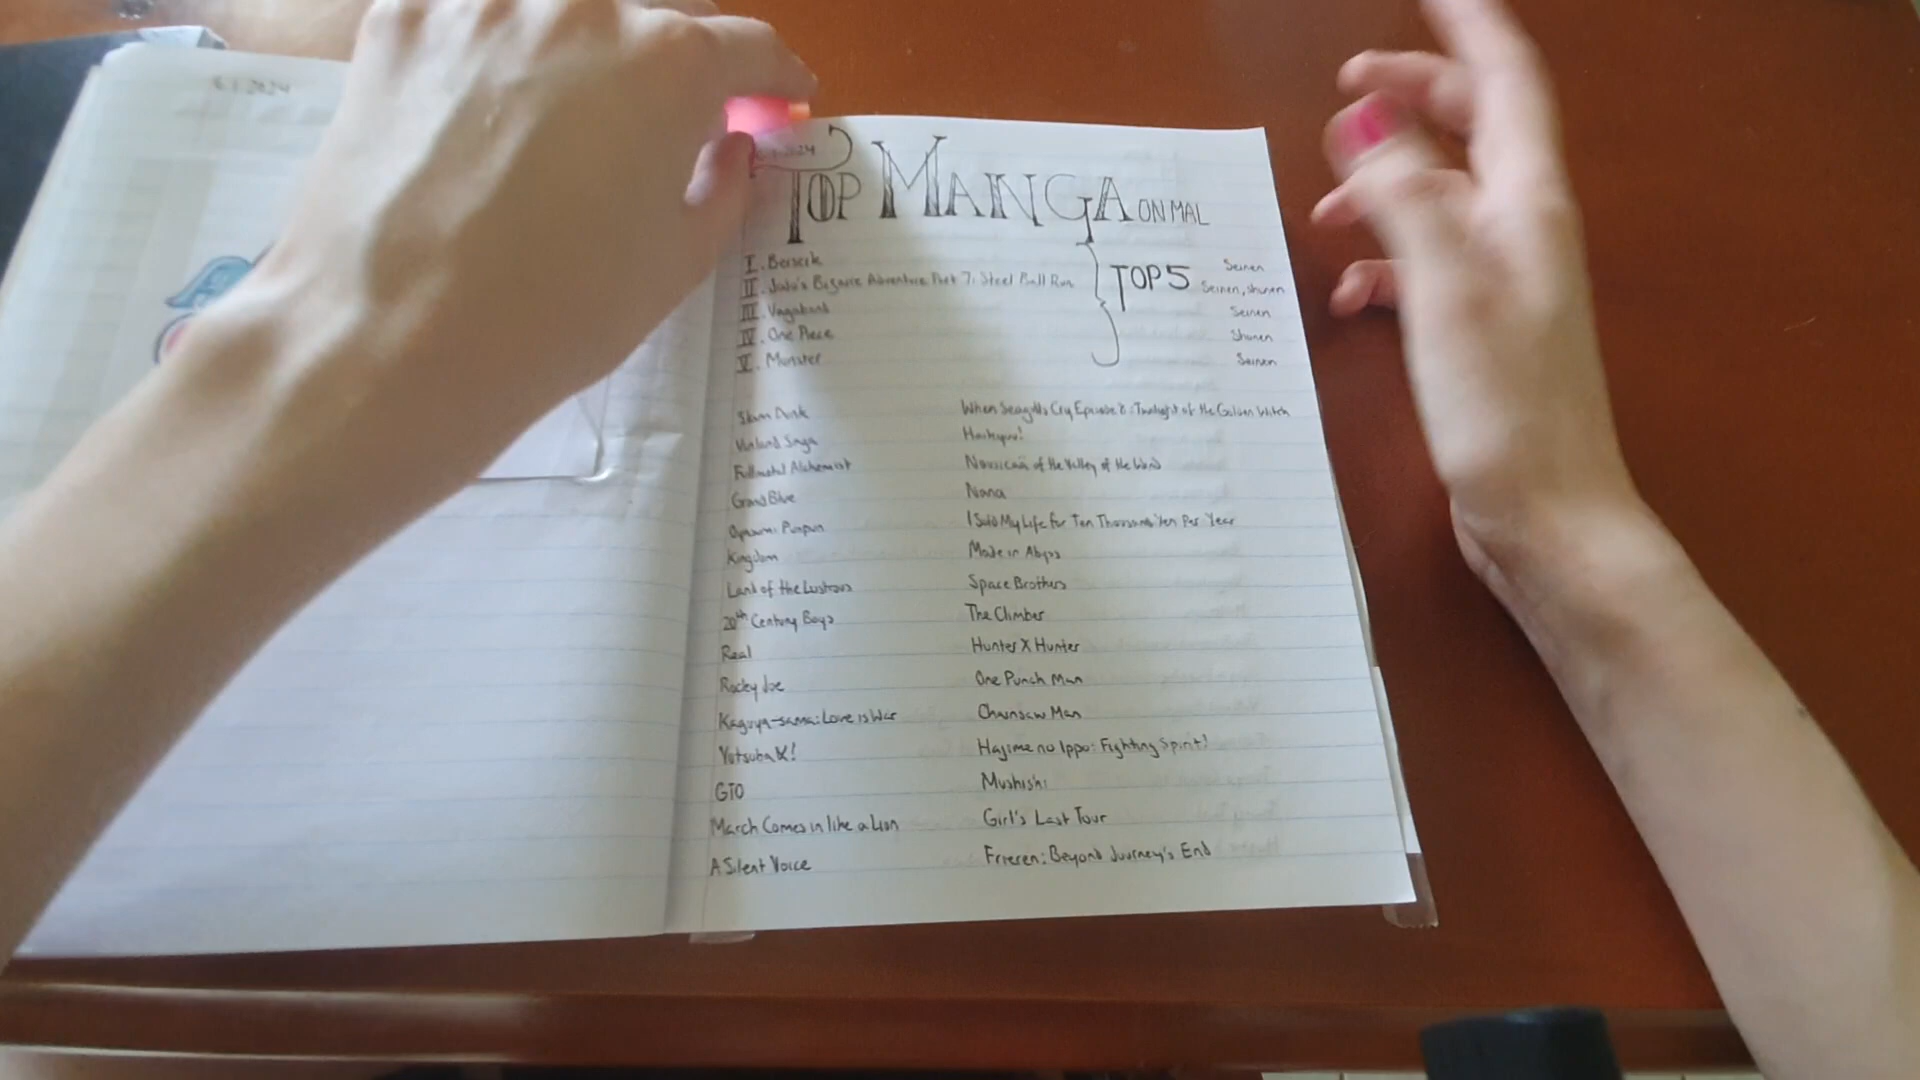 6.1.2024
2024
TOP MANGA ON MAL
I. Berserk
II. JoJo's Bizarre Adventure Part 7: Steel Ball Run
III. Vagabond
IV. One Piece
V. Monster
TOP 5
Seinen
Seinen, shunen
Seinen
Shunen
Seinen
Slam Dunk
Vinland Saga
Fullmetal Alchemist
Grand Blue
Oyasumi Punpun
Kingdom
Land of the Lustrous
20th Century Boys
Real
Rocky Joe
Kaguya-sama: Love is War
Yotsuba &!
GTO
March Comes in like a Lion
A Silent Voice
When Seagulls Cry Episode 8: Twilight of the Golden Witch
Haikyuu!
Nausicaä of the Valley of the Wind
Nana
I Sold My Life for Ten Thousand Yen Per Year
Made in Abyss
Space Brothers
The Climber
Hunter X Hunter
One Punch Man
Chainsaw Man
Hajime no Ippo: Fighting Spirit!
Mushishi
Girl's Last Tour
Frieren: Beyond Journey's End